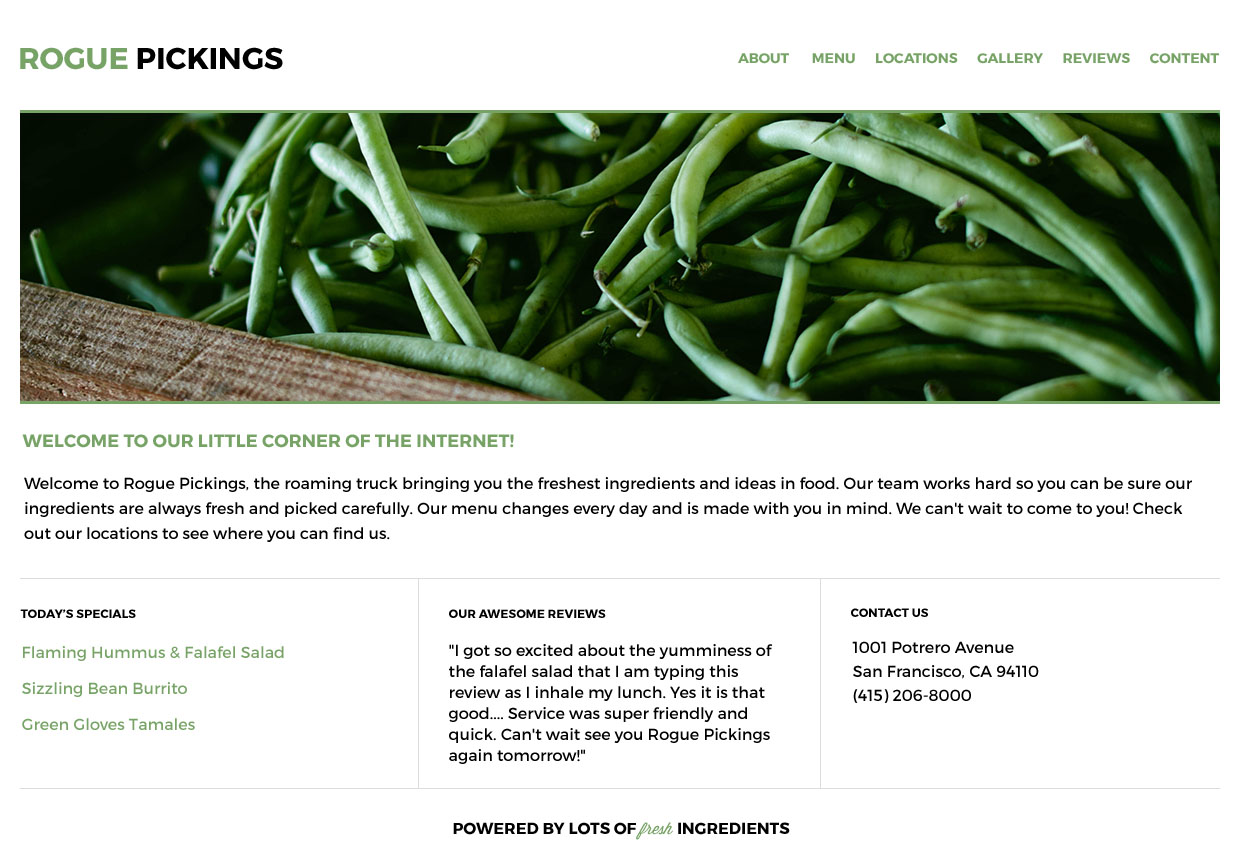 ROGUE PICKINGS
ABOUT MENU LOCATIONS GALLERY REVIEWS CONTENT
WELCOME TO OUR LITTLE CORNER OF THE INTERNET!
Welcome to Rogue Pickings, the roaming truck bringing you the freshest ingredients and ideas in food. Our team works hard so you can be sure our
ingredients are always fresh and picked carefully. Our menu changes every day and is made with you in mind. We can't wait to come to you! Check
out our locations to see where you can find us.
TODAY'S SPECIALS
Flaming Hummus & Falafel Salad
Sizzling Bean Burrito
Green Gloves Tamales
OUR AWESOME REVIEWS
"I got so excited about the yumminess of
the falafel salad that I am typing this
review as I inhale my lunch. Yes it is that
good.... Service was super friendly and
quick. Can't wait see you Rogue Pickings
again tomorrow!"
CONTACT US
1001 Potrero Avenue
San Francisco, CA 94110
(415) 206-8000
POWERED BY LOTS OF fresh INGREDIENTS